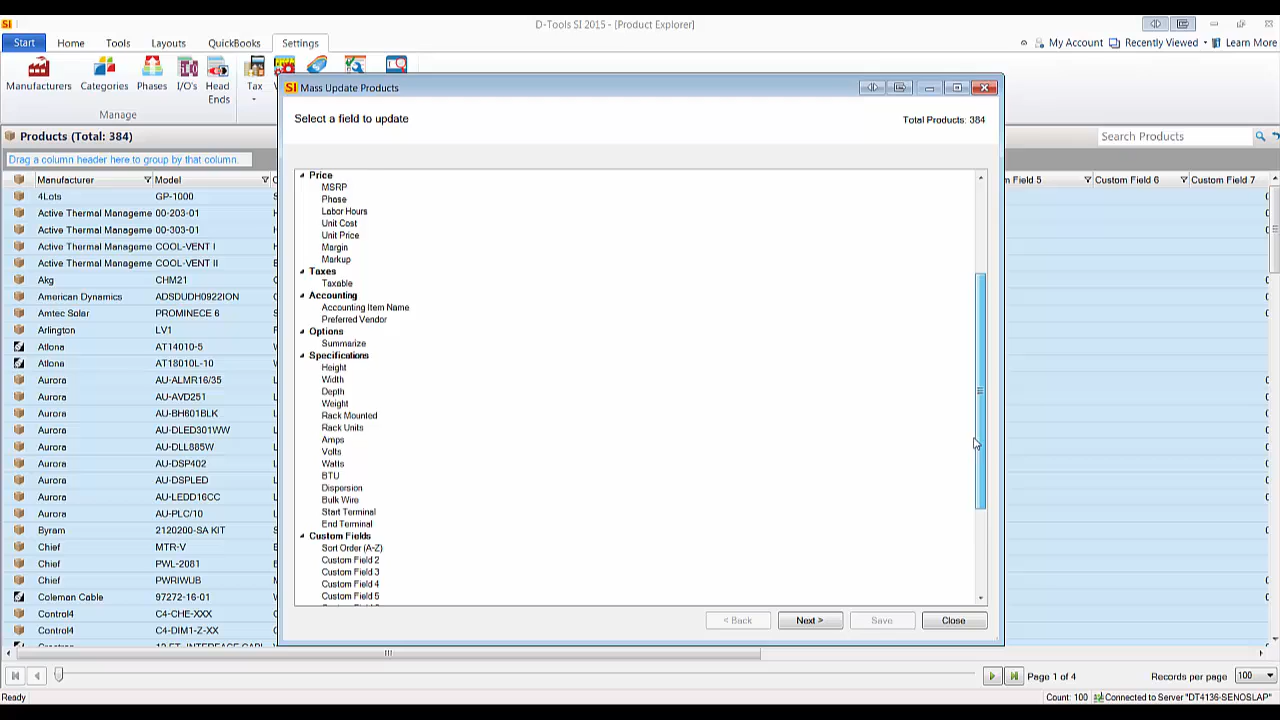 SI
D-Tools SI 2015 - [Product Explorer]
Start Home Tools Layouts QuickBooks Settings
My Account Recently Viewed Learn More
Manufacturers Categories Phases I/O's Head Ends Tax
Manage
Products (Total: 384)
Search Products
Drag a column header here to group by that column.
Manufacturer Model Custom Field 6 Custom Field 7
4Lots GP-1000
Active Thermal Manageme 00-203-01
Active Thermal Manageme 00-303-01
Active Thermal Manageme COOL-VENT I
Active Thermal Manageme COOL-VENT II
Akg CHM21
American Dynamics ADSDUDH0922ION
Amtec Solar PROMINECE 6
Arlington LV1
Atlona AT14010-5
Atlona AT18010L-10
Aurora AU-ALMR16/35
Aurora AU-AVD251
Aurora AU-BH601BLK
Aurora AU-DLED301WW
Aurora AU-DLL885W
Aurora AU-DSP402
Aurora AU-DSPLED
Aurora AU-LEDD16CC
Aurora AU-PLC/10
Byram 2120200-SA KIT
Chief MTR-V
Chief PWL-2081
Chief PWRIWUB
Coleman Cable 97272-16-01
Control4 C4-CHE-XXX
Control4 C4-DIM1-Z-XX
SI Mass Update Products
Select a field to update
Total Products: 384
Price
MSRP
Phase
Labor Hours
Unit Cost
Unit Price
Margin
Markup
Taxes
Taxable
Accounting
Accounting Item Name
Preferred Vendor
Options
Summarize
Specifications
Height
Width
Depth
Weight
Rack Mounted
Rack Units
Amps
Volts
Watts
BTU
Dispersion
Bulk Wire
Start Terminal
End Terminal
Custom Fields
Sort Order (A-Z)
Custom Field 2
Custom Field 3
Custom Field 4
Custom Field 5
< Back Next > Save Close
Page 1 of 4 Records per page 100
Ready Count: 100 Connected to Server "DT4136-SENOSLAP"